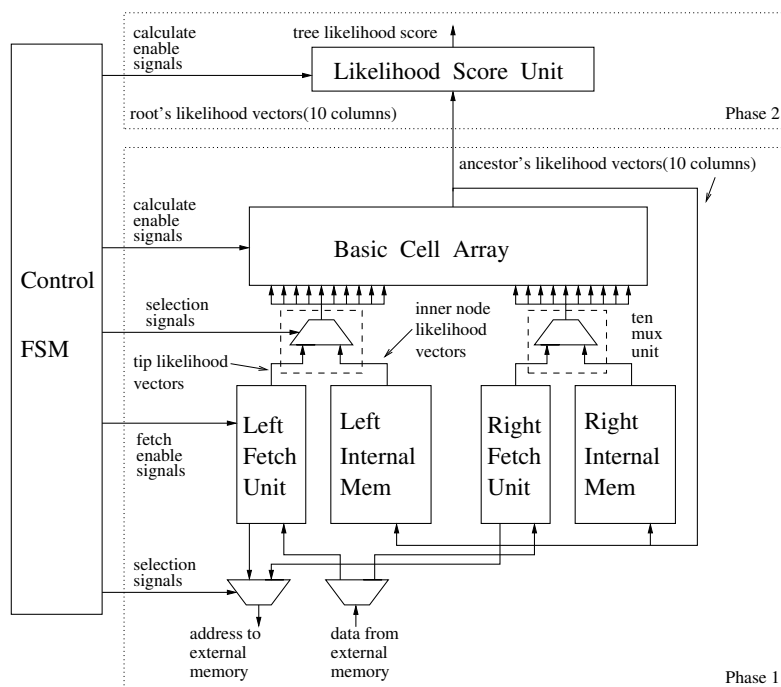 tree likelihood score
calculate
enable
signals
Likelihood Score Unit
root's likelihood vectors(10 columns)
Phase 2
ancestor's likelihood vectors(10 columns)
calculate
enable
signals
Basic Cell Array
Control
FSM
selection
signals
inner node
likelihood
vectors
ten
mux
unit
tip likelihood
vectors
Left
Fetch
Unit
Left
Internal
Mem
Right
Fetch
Unit
Right
Internal
Mem
fetch
enable
signals
selection
signals
address to
external
memory
data from
external
memory
Phase 1